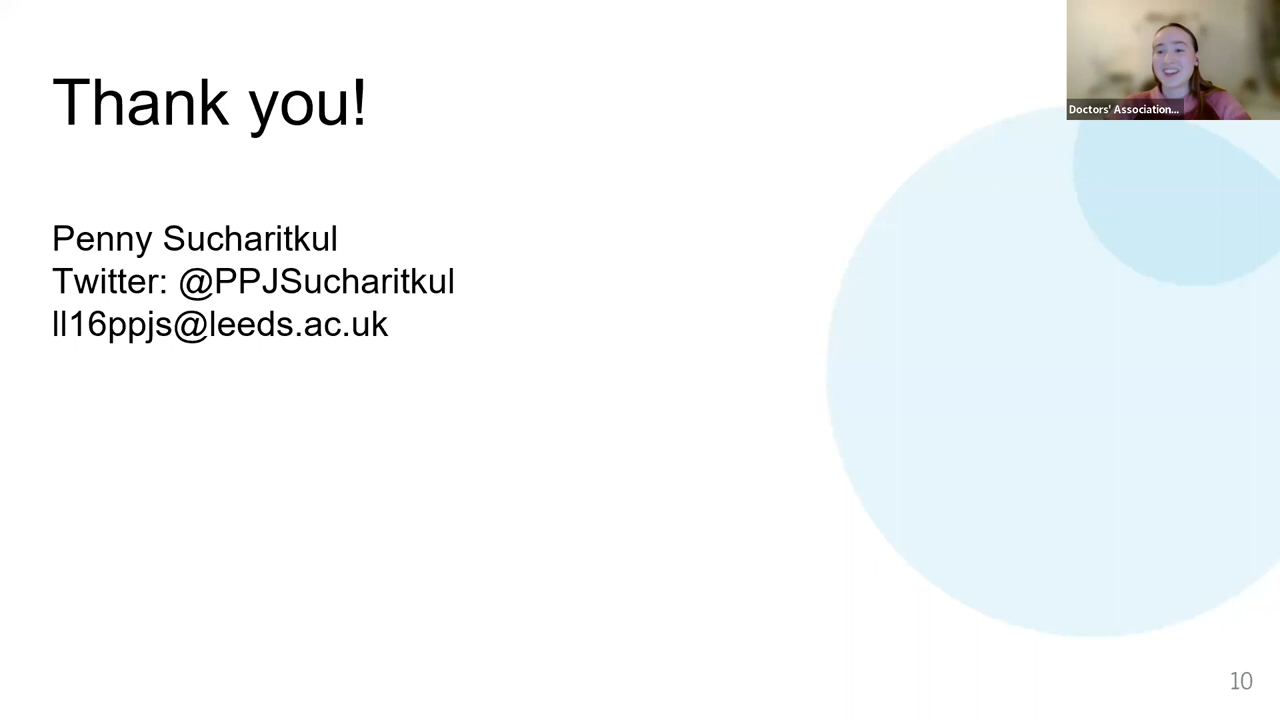 Thank you!
Doctors' Association...
Penny Sucharitkul
Twitter: @PPJSucharitkul
ll16ppjs@leeds.ac.uk
10